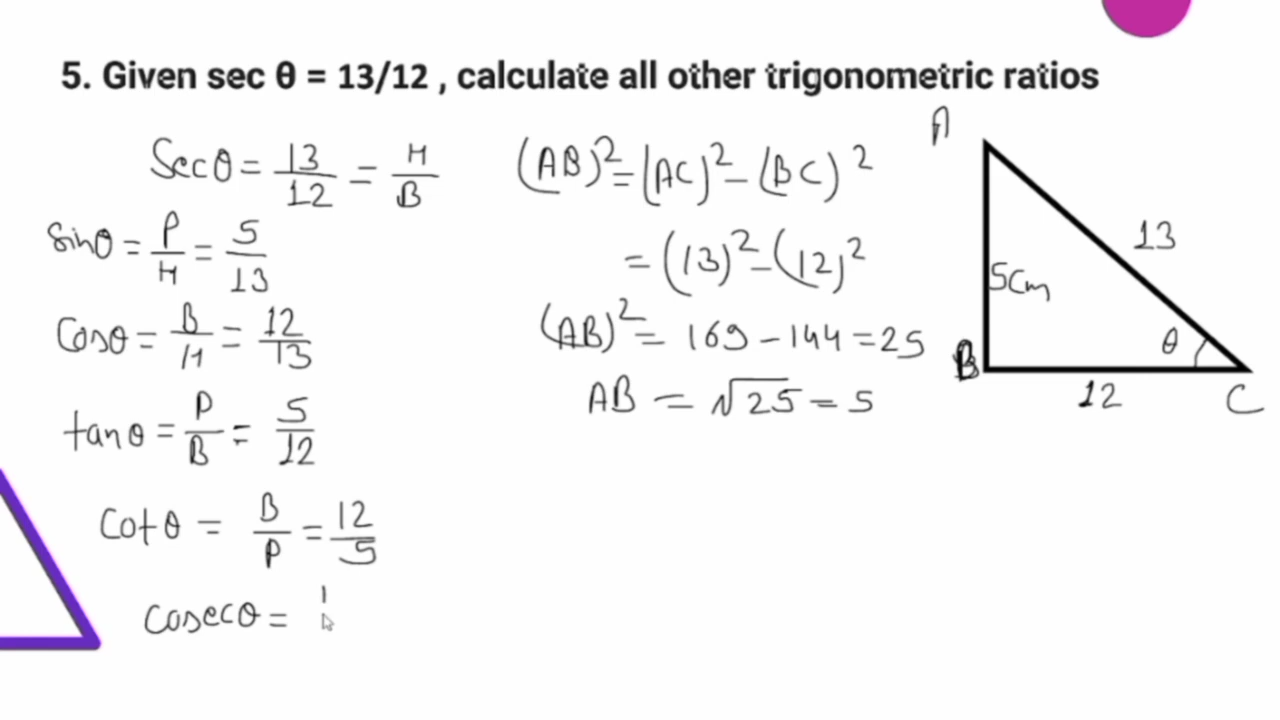 5. Given sec θ = 13/12 , calculate all other trigonometric ratios
Secθ = 13/12 = H/B
sinθ = P/H = 5/13
Cosθ = B/H = 12/13
tanθ = P/B = 5/12
Cotθ = B/P = 12/5
cosecθ =
(AB)² = (AC)² - (BC)²
= (13)² - (12)²
(AB)² = 169 - 144 = 25
AB = √25 = 5
A
13
5cm
θ
B
12
C